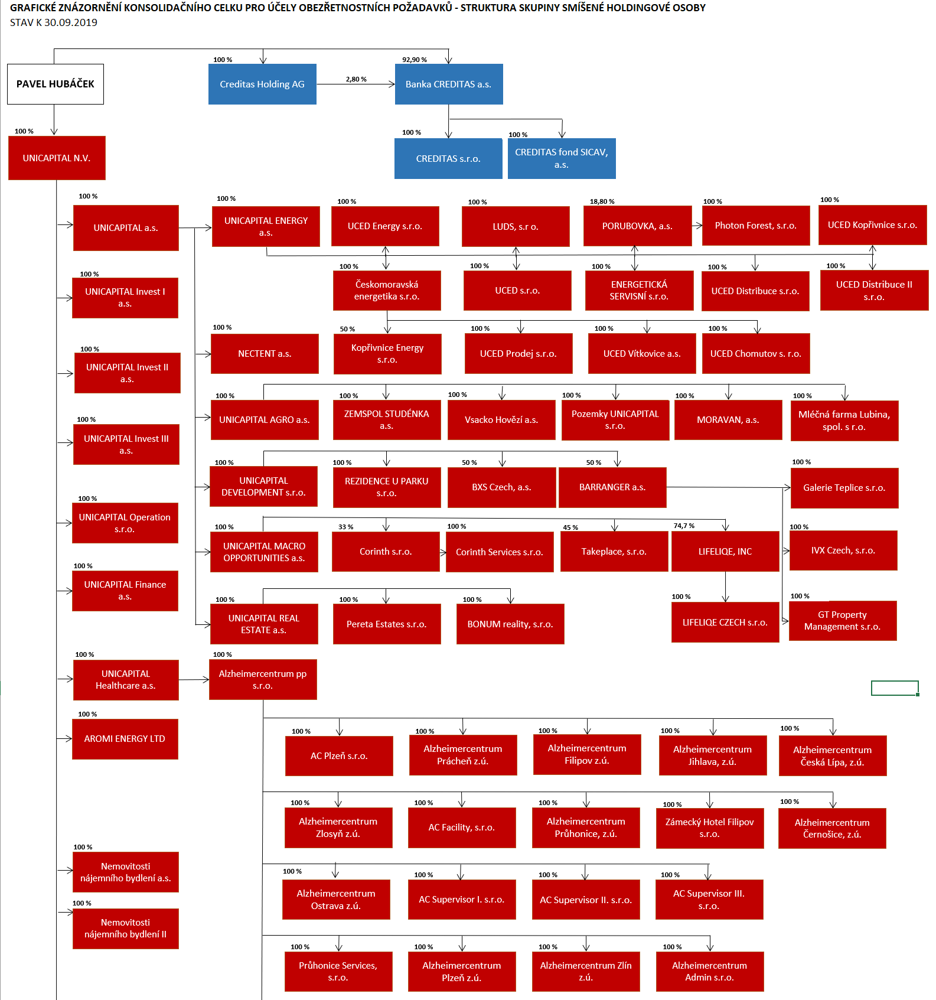 GRAFICKÉ ZNÁZORNĚNÍ KONSOLIDAČNÍHO CELKU PRO ÚČELY OBEZŘETNOSTNÍCH POŽADAVKŮ - STRUKTURA SKUPINY SMÍŠENÉ HOLDINGOVÉ OSOBY
STAV K 30.09.2019
PAVEL HUBÁČEK
100 %
Creditas Holding AG
2,80 %
92,90 %
Banka CREDITAS a.s.
100 %
UNICAPITAL N.V.
100 %
CREDITAS s.r.o.
100 %
CREDITAS fond SICAV,
a.s.
100 %
UNICAPITAL a.s.
100 %
UNICAPITAL ENERGY
a.s.
100 %
UCED Energy s.r.o.
100 %
LUDS, s.r o.
18,80 %
PORUBOVKA, a.s.
100 %
Photon Forest, s.r.o.
100 %
UCED Kopřivnice s.r.o.
100 %
UNICAPITAL Invest I
a.s.
100 %
Českomoravská
energetika s.r.o.
100 %
UCED s.r.o.
100 %
ENERGETICKÁ
SERVISNÍ s.r.o.
100 %
UCED Distribuce s.r.o.
100 %
UCED Distribuce II
s.r.o.
100 %
UNICAPITAL Invest II
a.s.
100 %
NECTENT a.s.
50 %
Kopřivnice Energy
s.r.o.
100 %
UCED Prodej s.r.o.
100 %
UCED Vítkovice a.s.
100 %
UCED Chomutov s. r.o.
100 %
UNICAPITAL Invest III
a.s.
100 %
UNICAPITAL AGRO a.s.
100 %
ZEMSPOL STUDÉNKA
a.s.
100 %
Vsacko Hovězí a.s.
100 %
Pozemky UNICAPITAL
s.r.o.
100 %
MORAVAN, a.s.
100 %
Mléčná farma Lubina,
spol. s r.o.
100 %
UNICAPITAL
DEVELOPMENT s.r.o.
100 %
REZIDENCE U PARKU
s.r.o.
50 %
BXS Czech, a.s.
50 %
BARRANGER a.s.
100 %
Galerie Teplice s.r.o.
100 %
UNICAPITAL Operation
s.r.o.
100 %
UNICAPITAL MACRO
OPPORTUNITIES a.s.
33 %
Corinth s.r.o.
100 %
Corinth Services s.r.o.
45 %
Takeplace, s.r.o.
74,7 %
LIFELIQE, INC
100 %
IVX Czech, s.r.o.
100 %
UNICAPITAL Finance
a.s.
100 %
UNICAPITAL REAL
ESTATE a.s.
100 %
Pereta Estates s.r.o.
100 %
BONUM reality, s.r.o.
100 %
LIFELIQE CZECH s.r.o.
100 %
GT Property
Management s.r.o.
100 %
UNICAPITAL
Healthcare a.s.
100 %
Alzheimercentrum pp
s.r.o.
100 %
AROMI ENERGY LTD
100 %
AC Plzeň s.r.o.
100 %
Alzheimercentrum
Prácheň z.ú.
100 %
Alzheimercentrum
Filipov z.ú.
100 %
Alzheimercentrum
Jihlava, z.ú.
100 %
Alzheimercentrum
Česká Lípa, z.ú.
100 %
Alzheimercentrum
Zlosyň z.ú.
100 %
AC Facility, s.r.o.
100 %
Alzheimercentrum
Průhonice, z.ú.
100 %
Zámecký Hotel Filipov
s.r.o.
100 %
Alzheimercentrum
Černošice, z.ú.
100 %
Nemovitosti
nájemního bydlení a.s.
100 %
Alzheimercentrum
Ostrava z.ú.
100 %
AC Supervisor I. s.r.o.
100 %
AC Supervisor II. s.r.o.
100 %
AC Supervisor III.
s.r.o.
100 %
Nemovitosti
nájemního bydlení II
100 %
Průhonice Services,
s.r.o.
100 %
Alzheimercentrum
Plzeň z.ú.
100 %
Alzheimercentrum Zlín
z.ú.
100 %
Alzheimercentrum
Admin s.r.o.